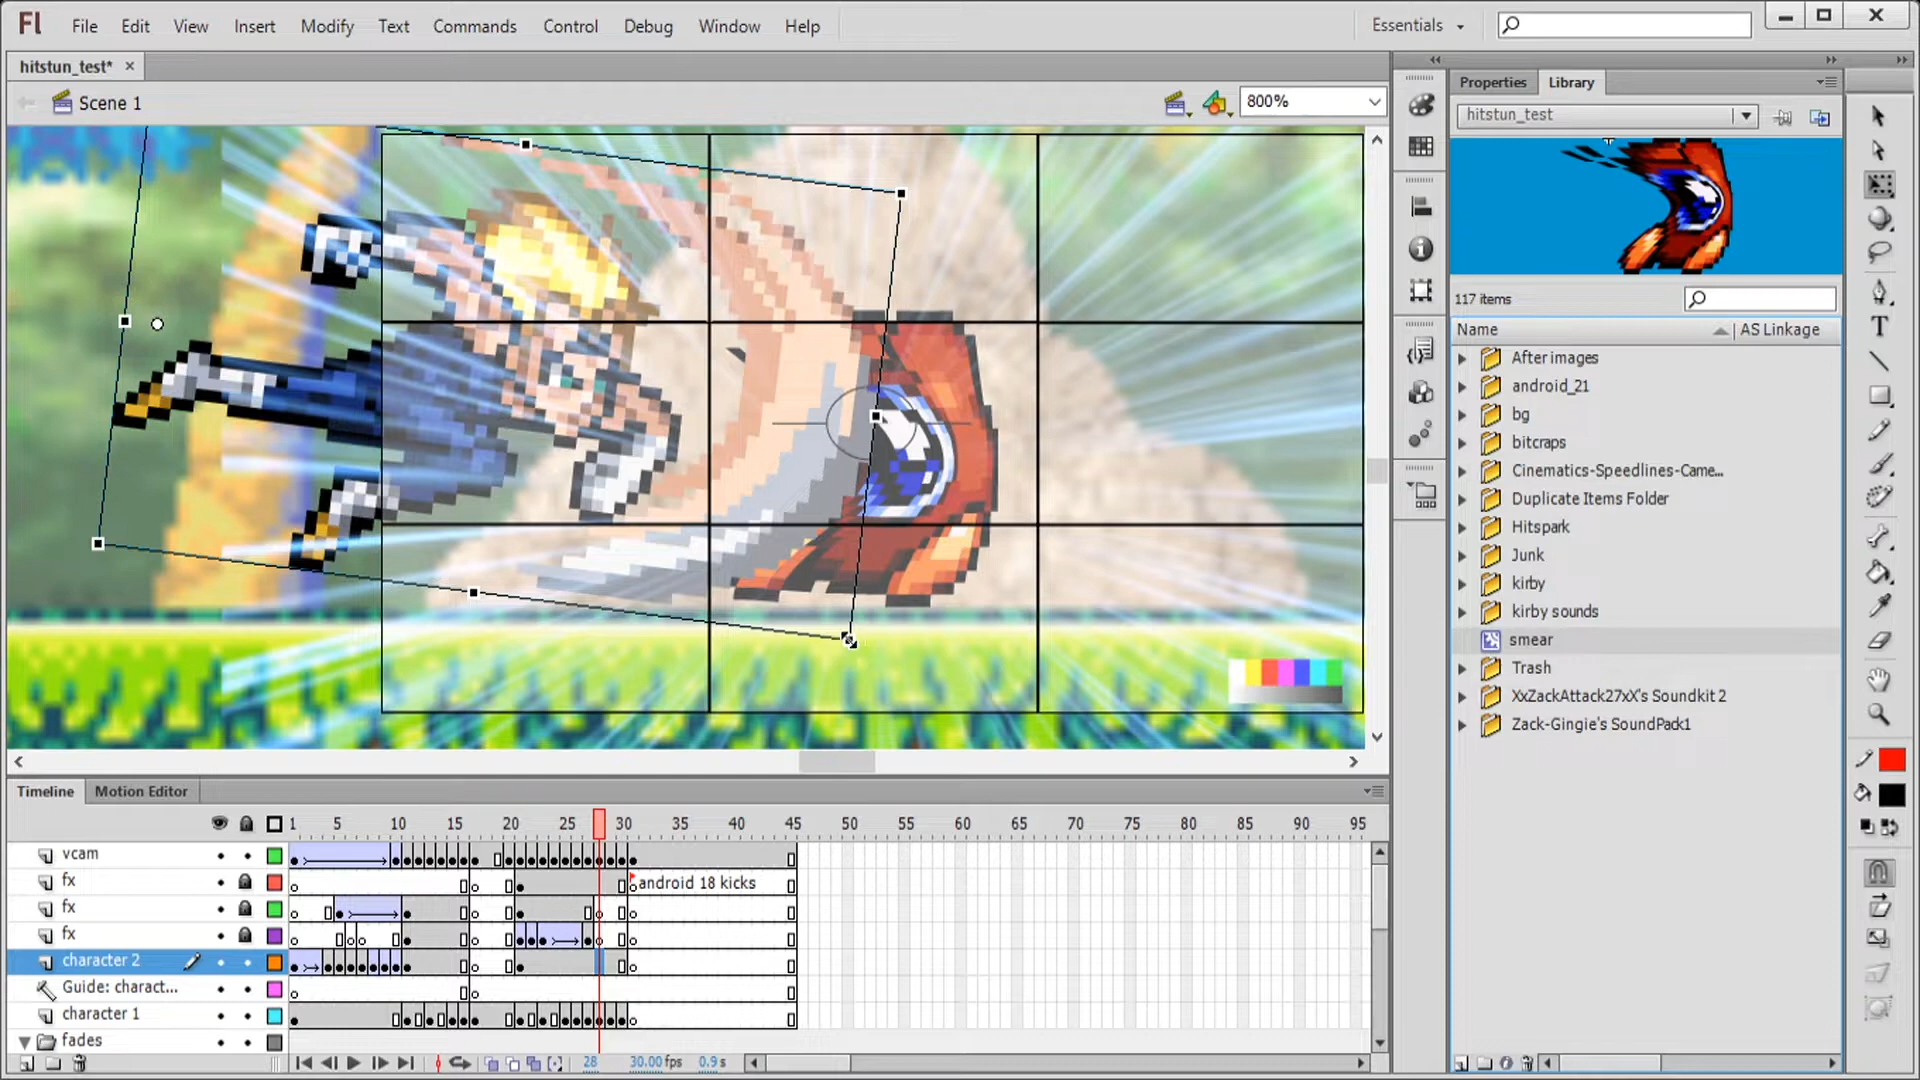 Fl File Edit View Insert Modify Text Commands Control Debug Window Help Essentials
hitstun_test* ×
Scene 1 800%
Properties Library
hitstun_test
117 items
Name AS Linkage
After images
android_21
bg
bitcraps
Cinematics-Speedlines-Came...
Duplicate Items Folder
Hitspark
Junk
kirby
kirby sounds
smear
Trash
XxZackAttack27xX's Soundkit 2
Zack-Gingie's SoundPack1
Timeline Motion Editor
1 5 10 15 20 25 30 35 40 45 50 55 60 65 70 75 80 85 90 95
vcam
fx android 18 kicks
fx
fx
character 2
Guide: charact...
character 1
fades
28 30.00 fps 0.9 s